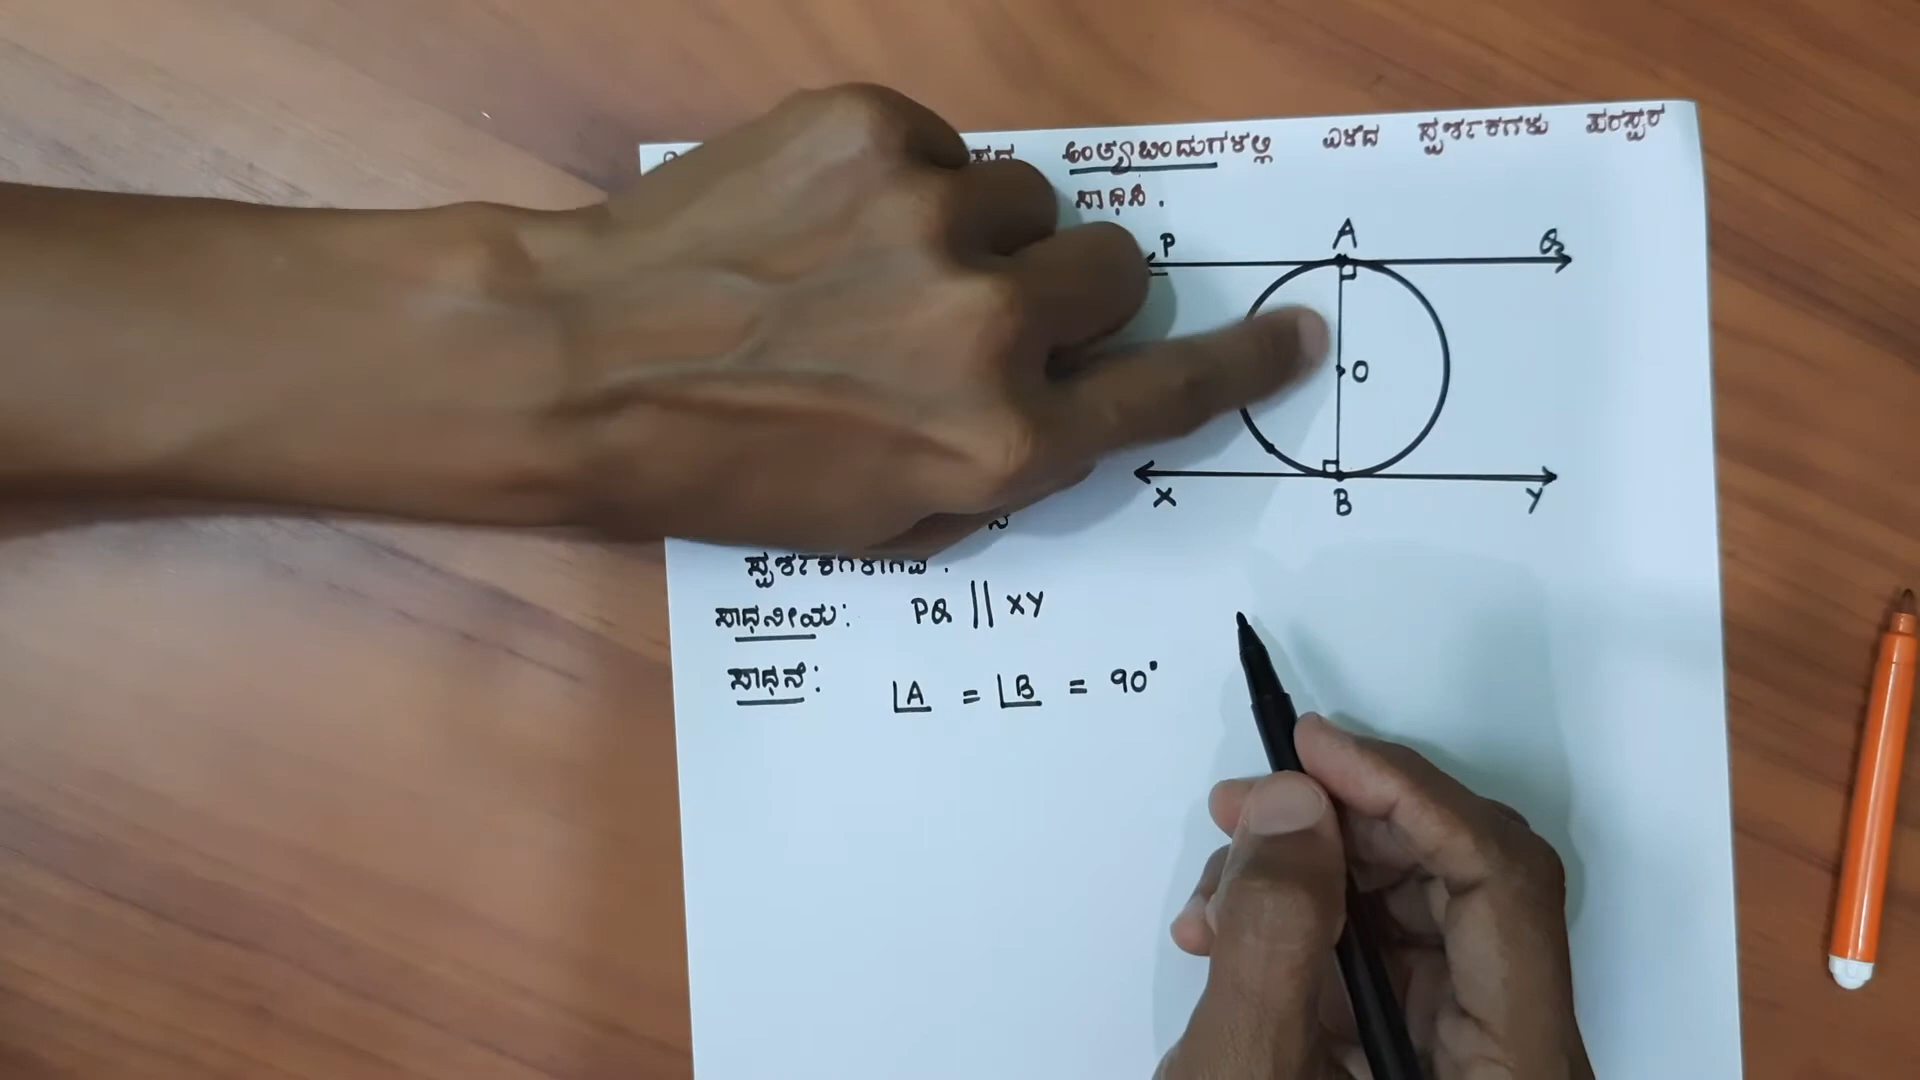 ಅಂತ್ಯಬಿಂದುಗಳಲ್ಲಿ ಎಳೆದ ಸ್ಪರ್ಶಕಗಳು ಪರಸ್ಪರ
ಸಾಧಿಸಿ.
P A Q
O
X B Y
ಸ್ಪರ್ಶಕಗಳಾಗಿವೆ.
ಸಾಧನೀಯ: PQ || XY
ಸಾಧನೆ: ∟A = ∟B = 90°